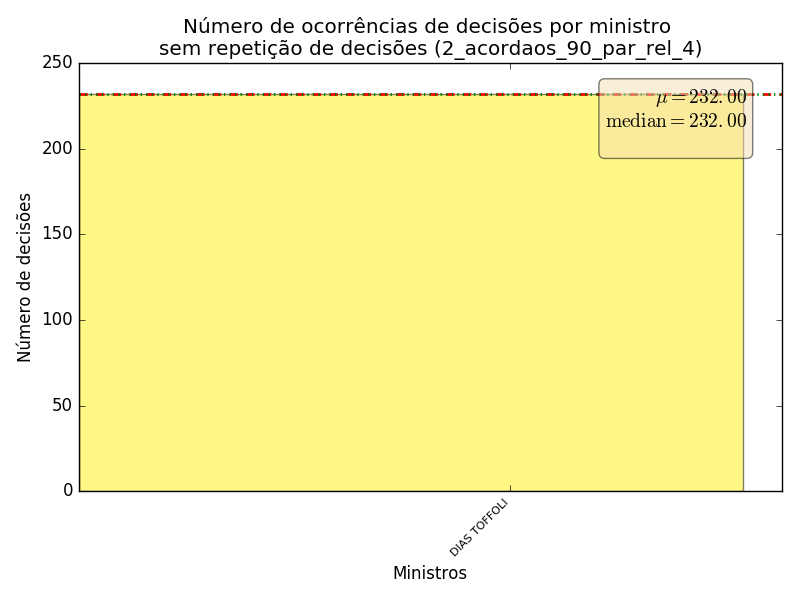 Número de ocorrências de decisões por ministro
sem repetição de decisões (2_acordaos_90_par_rel_4)
250
200
150
100
50
0
Número de decisões
μ = 232.00
median = 232.00
DIAS TOFFOLI
Ministros